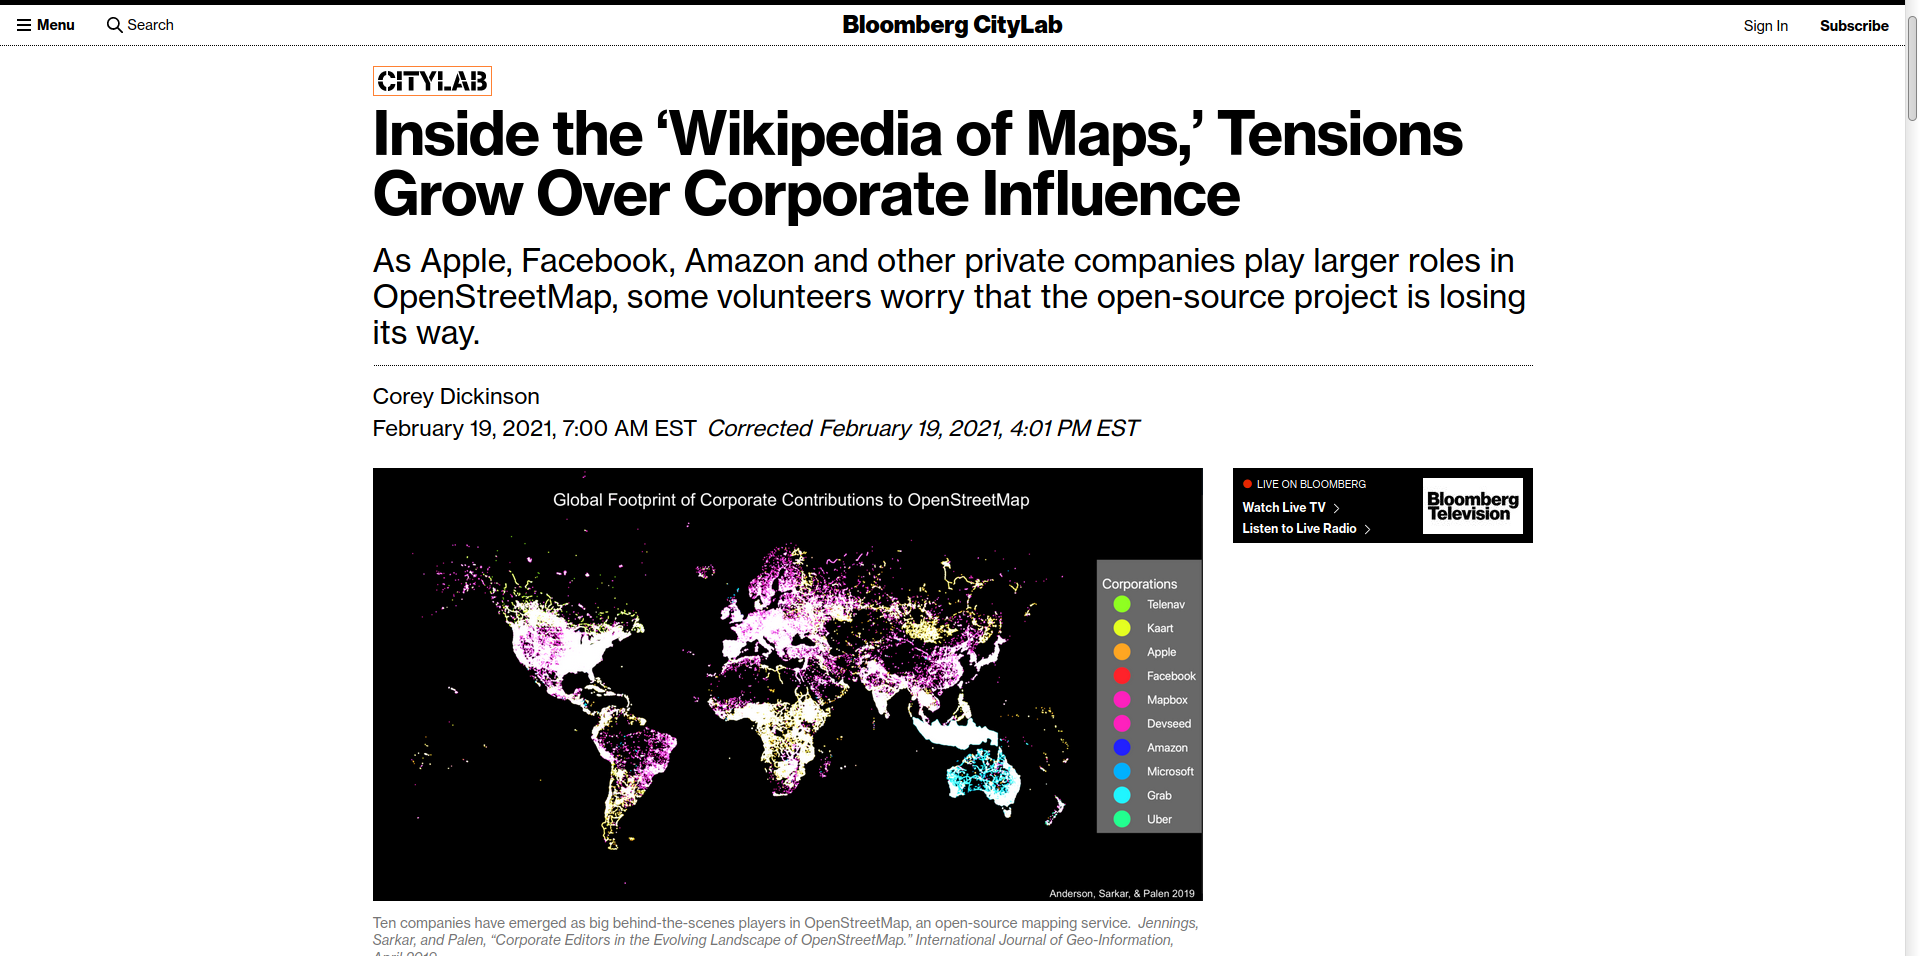 Menu
Search
Bloomberg CityLab
Sign In
Subscribe
CITYLAB
Inside the ‘Wikipedia of Maps,’ Tensions
Grow Over Corporate Influence
As Apple, Facebook, Amazon and other private companies play larger roles in
OpenStreetMap, some volunteers worry that the open-source project is losing
its way.
Corey Dickinson
February 19, 2021, 7:00 AM EST Corrected February 19, 2021, 4:01 PM EST
Global Footprint of Corporate Contributions to OpenStreetMap
Corporations
Telenav
Kaart
Apple
Facebook
Mapbox
Devseed
Amazon
Microsoft
Grab
Uber
Anderson, Sarkar, & Palen 2019
LIVE ON BLOOMBERG
Watch Live TV
Listen to Live Radio
Bloomberg
Television
Ten companies have emerged as big behind-the-scenes players in OpenStreetMap, an open-source mapping service. Jennings,
Sarkar, and Palen, “Corporate Editors in the Evolving Landscape of OpenStreetMap.” International Journal of Geo-Information,
April 2019